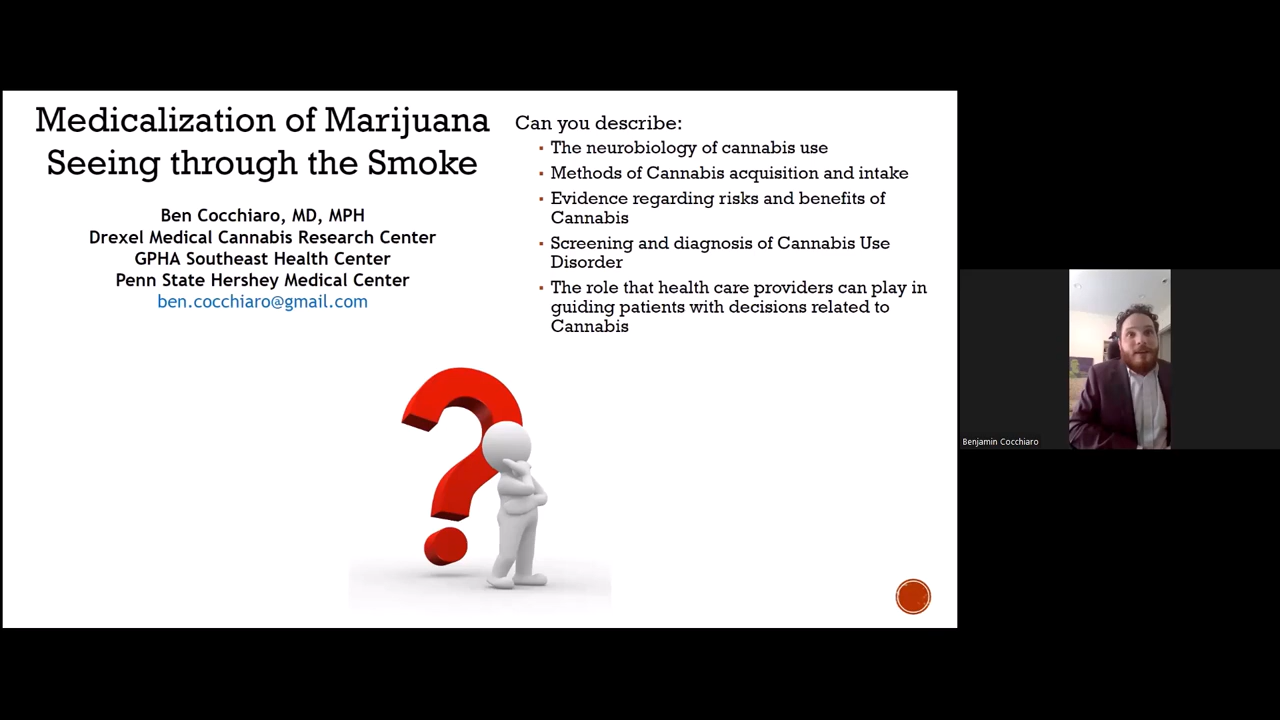 Medicalization of Marijuana
Seeing through the Smoke
Ben Cocchiaro, MD, MPH
Drexel Medical Cannabis Research Center
GPHA Southeast Health Center
Penn State Hershey Medical Center
ben.cocchiaro@gmail.com
Can you describe:
▪ The neurobiology of cannabis use
▪ Methods of Cannabis acquisition and intake
▪ Evidence regarding risks and benefits of
Cannabis
▪ Screening and diagnosis of Cannabis Use
Disorder
▪ The role that health care providers can play in
guiding patients with decisions related to
Cannabis
Benjamin Cocchiaro